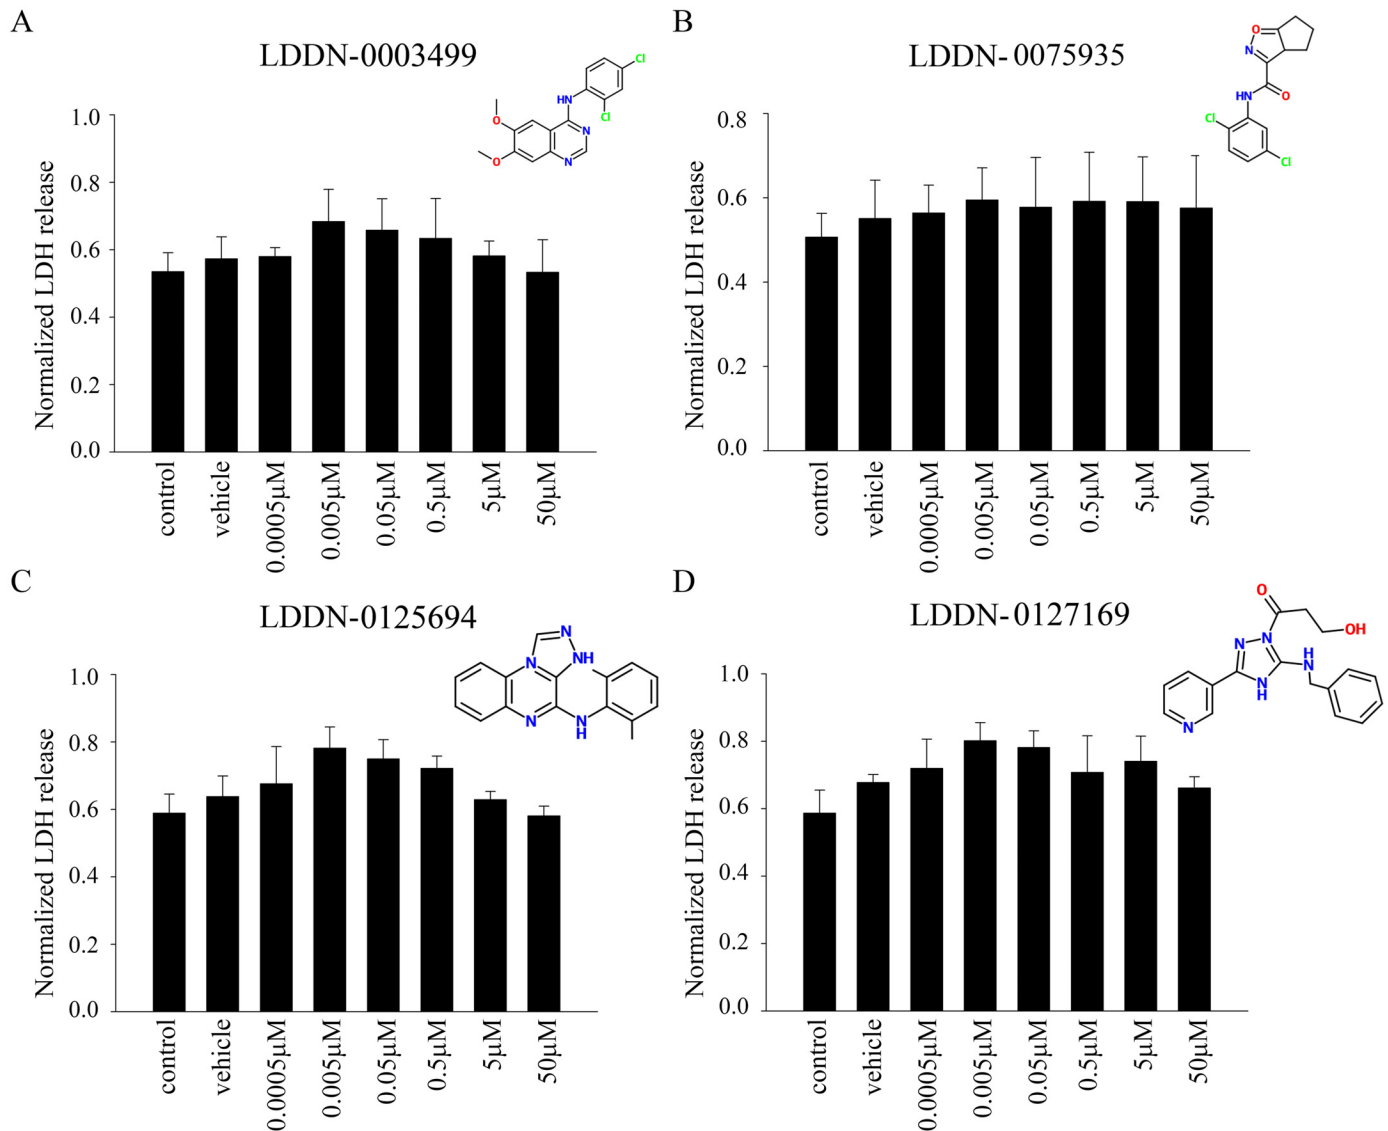 A
LDDN-0003499
Cl
HN
Cl
O
N
O
N
1.0
0.8
0.6
0.4
0.2
0.0
Normalized LDH release
control
vehicle
0.0005µM
0.005µM
0.05µM
0.5µM
5µM
50µM
B
LDDN-0075935
O
N
HN
O
Cl
Cl
0.8
0.6
0.4
0.2
0.0
Normalized LDH release
control
vehicle
0.0005µM
0.005µM
0.05µM
0.5µM
5µM
50µM
C
LDDN-0125694
N
NH
N
N
N
H
1.0
0.8
0.6
0.4
0.2
0.0
Normalized LDH release
control
vehicle
0.0005µM
0.005µM
0.05µM
0.5µM
5µM
50µM
D
LDDN-0127169
O
OH
N
N
H
N
N
H
N
1.0
0.8
0.6
0.4
0.2
0.0
Normalized LDH release
control
vehicle
0.0005µM
0.005µM
0.05µM
0.5µM
5µM
50µM